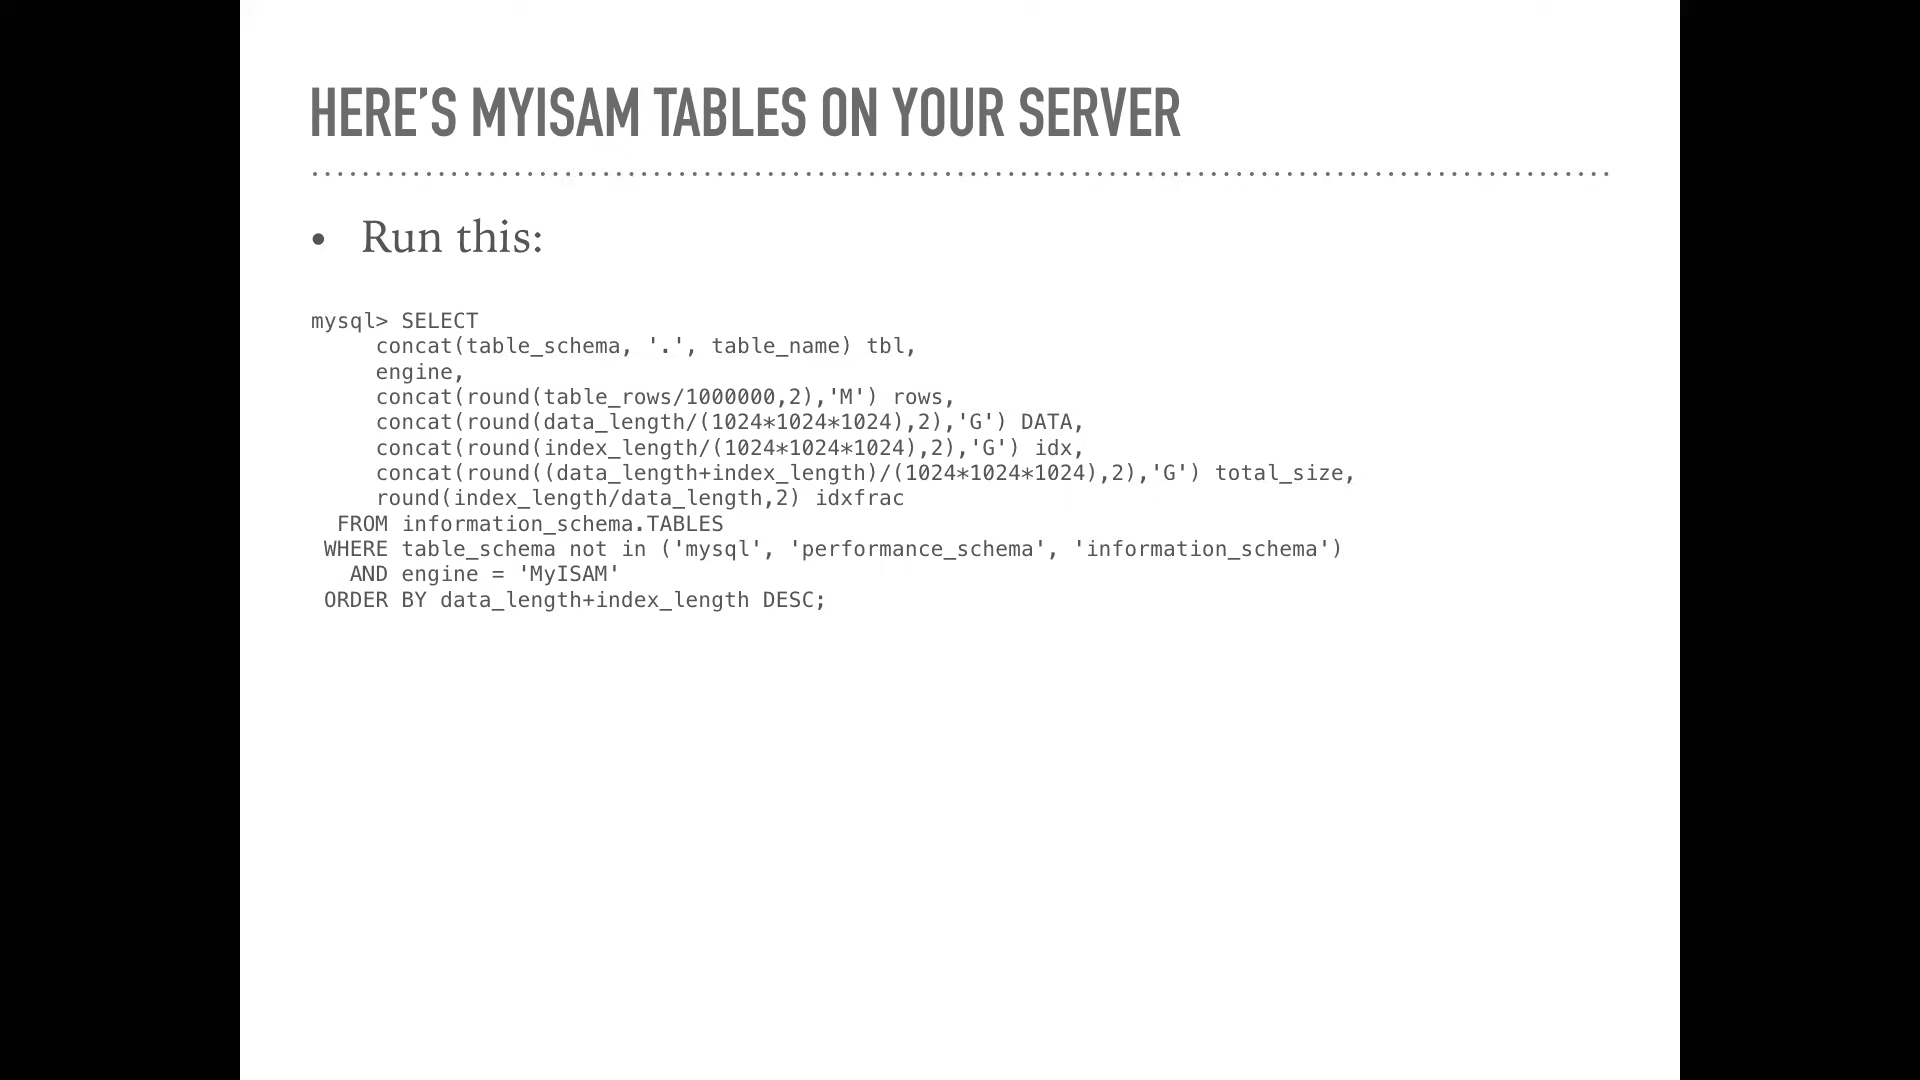 HERE'S MYISAM TABLES ON YOUR SERVER
• Run this:
mysql> SELECT
     concat(table_schema, '.', table_name) tbl,
     engine,
     concat(round(table_rows/1000000,2),'M') rows,
     concat(round(data_length/(1024*1024*1024),2),'G') DATA,
     concat(round(index_length/(1024*1024*1024),2),'G') idx,
     concat(round((data_length+index_length)/(1024*1024*1024),2),'G') total_size,
     round(index_length/data_length,2) idxfrac
  FROM information_schema.TABLES
 WHERE table_schema not in ('mysql', 'performance_schema', 'information_schema')
   AND engine = 'MyISAM'
 ORDER BY data_length+index_length DESC;